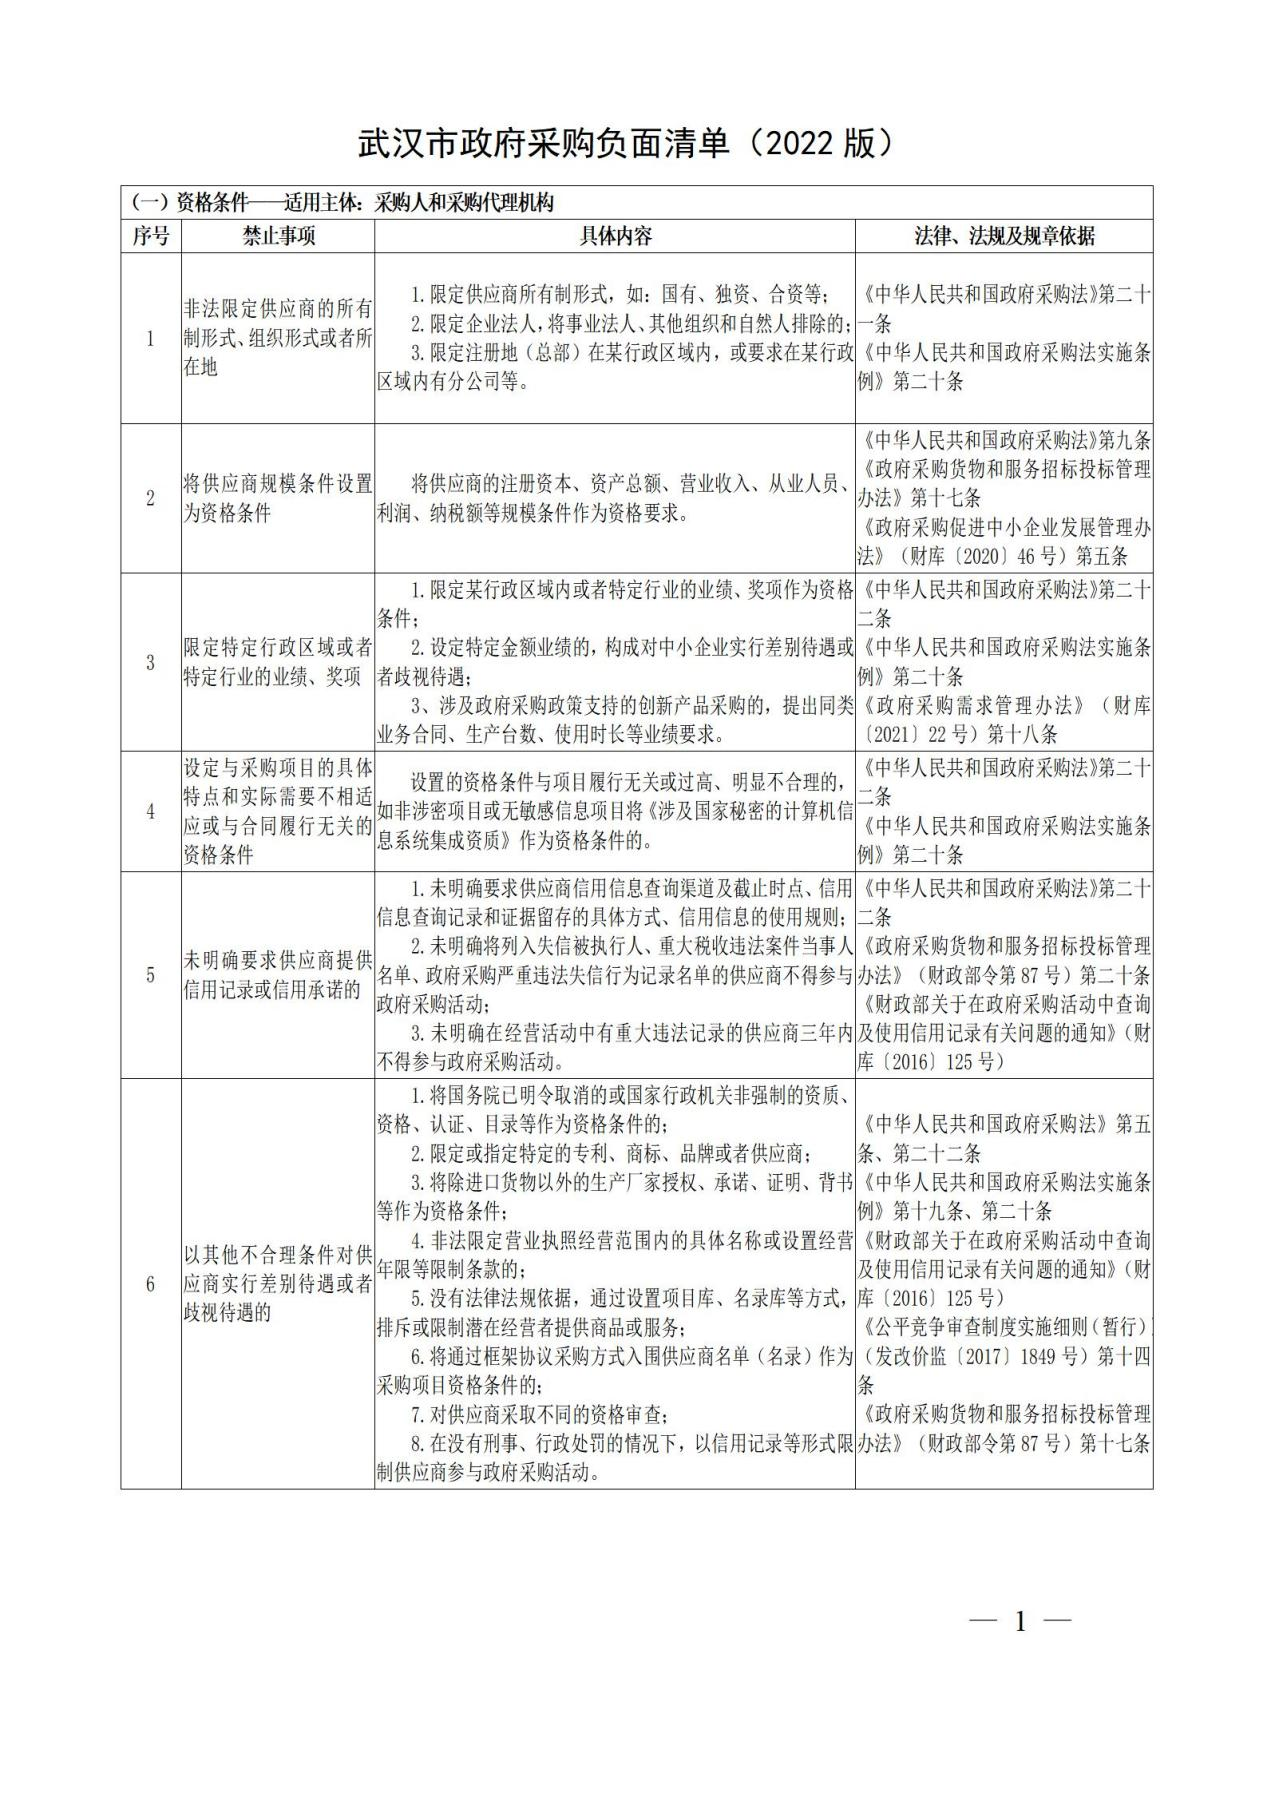 武汉市政府采购负面清单（2022 版）
（一）资格条件——适用主体：采购人和采购代理机构
序号
禁止事项
具体内容
法律、法规及规章依据
1
非法限定供应商的所有
制形式、组织形式或者所
在地
1.限定供应商所有制形式，如：国有、独资、合资等；
2.限定企业法人，将事业法人、其他组织和自然人排除的；
3.限定注册地（总部）在某行政区域内，或要求在某行政
区域内有分公司等。
《中华人民共和国政府采购法》第二十
一条
《中华人民共和国政府采购法实施条
例》第二十条
2
将供应商规模条件设置
为资格条件
将供应商的注册资本、资产总额、营业收入、从业人员、
利润、纳税额等规模条件作为资格要求。
《中华人民共和国政府采购法》第九条
《政府采购货物和服务招标投标管理
办法》第十七条
《政府采购促进中小企业发展管理办
法》（财库〔2020〕46 号）第五条
3
限定特定行政区域或者
特定行业的业绩、奖项
1.限定某行政区域内或者特定行业的业绩、奖项作为资格
条件；
2.设定特定金额业绩的，构成对中小企业实行差别待遇或
者歧视待遇；
3、涉及政府采购政策支持的创新产品采购的，提出同类
业务合同、生产台数、使用时长等业绩要求。
《中华人民共和国政府采购法》第二十
二条
《中华人民共和国政府采购法实施条
例》第二十条
《政府采购需求管理办法》（财库
〔2021〕22 号）第十八条
4
设定与采购项目的具体
特点和实际需要不相适
应或与合同履行无关的
资格条件
设置的资格条件与项目履行无关或过高、明显不合理的，
如非涉密项目或无敏感信息项目将《涉及国家秘密的计算机信
息系统集成资质》作为资格条件的。
《中华人民共和国政府采购法》第二十
二条
《中华人民共和国政府采购法实施条
例》第二十条
5
未明确要求供应商提供
信用记录或信用承诺的
1.未明确要求供应商信用信息查询渠道及截止时点、信用
信息查询记录和证据留存的具体方式、信用信息的使用规则；
2.未明确将列入失信被执行人、重大税收违法案件当事人
名单、政府采购严重违法失信行为记录名单的供应商不得参与
政府采购活动；
3.未明确在经营活动中有重大违法记录的供应商三年内
不得参与政府采购活动。
《中华人民共和国政府采购法》第二十
二条
《政府采购货物和服务招标投标管理
办法》（财政部令第 87 号）第二十条
《财政部关于在政府采购活动中查询
及使用信用记录有关问题的通知》（财
库〔2016〕125 号）
6
以其他不合理条件对供
应商实行差别待遇或者
歧视待遇的
1.将国务院已明令取消的或国家行政机关非强制的资质、
资格、认证、目录等作为资格条件的；
2.限定或指定特定的专利、商标、品牌或者供应商；
3.将除进口货物以外的生产厂家授权、承诺、证明、背书
等作为资格条件；
4.非法限定营业执照经营范围内的具体名称或设置经营
年限等限制条款的；
5.没有法律法规依据，通过设置项目库、名录库等方式，
排斥或限制潜在经营者提供商品或服务；
6.将通过框架协议采购方式入围供应商名单（名录）作为
采购项目资格条件的；
7.对供应商采取不同的资格审查；
8.在没有刑事、行政处罚的情况下，以信用记录等形式限
制供应商参与政府采购活动。
《中华人民共和国政府采购法》第五
条、第二十二条
《中华人民共和国政府采购法实施条
例》第十九条、第二十条
《财政部关于在政府采购活动中查询
及使用信用记录有关问题的通知》（财
库〔2016〕125 号）
《公平竞争审查制度实施细则（暂行）》
（发改价监〔2017〕1849 号）第十四
条
《政府采购货物和服务招标投标管理
办法》（财政部令第 87 号）第十七条
— 1 —